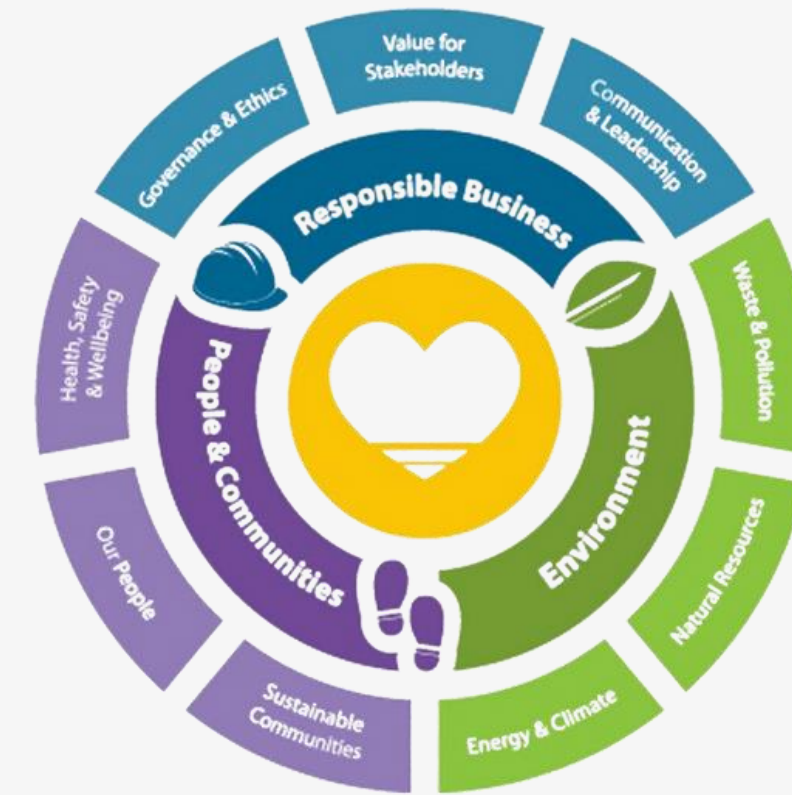 Value for
Stakeholders
Communication
& Leadership
Waste & Pollution
Natural Resources
Energy & Climate
Sustainable
Communities
Our People
Health, Safety
& Wellbeing
Governance & Ethics
Responsible Business
Environment
People & Communities